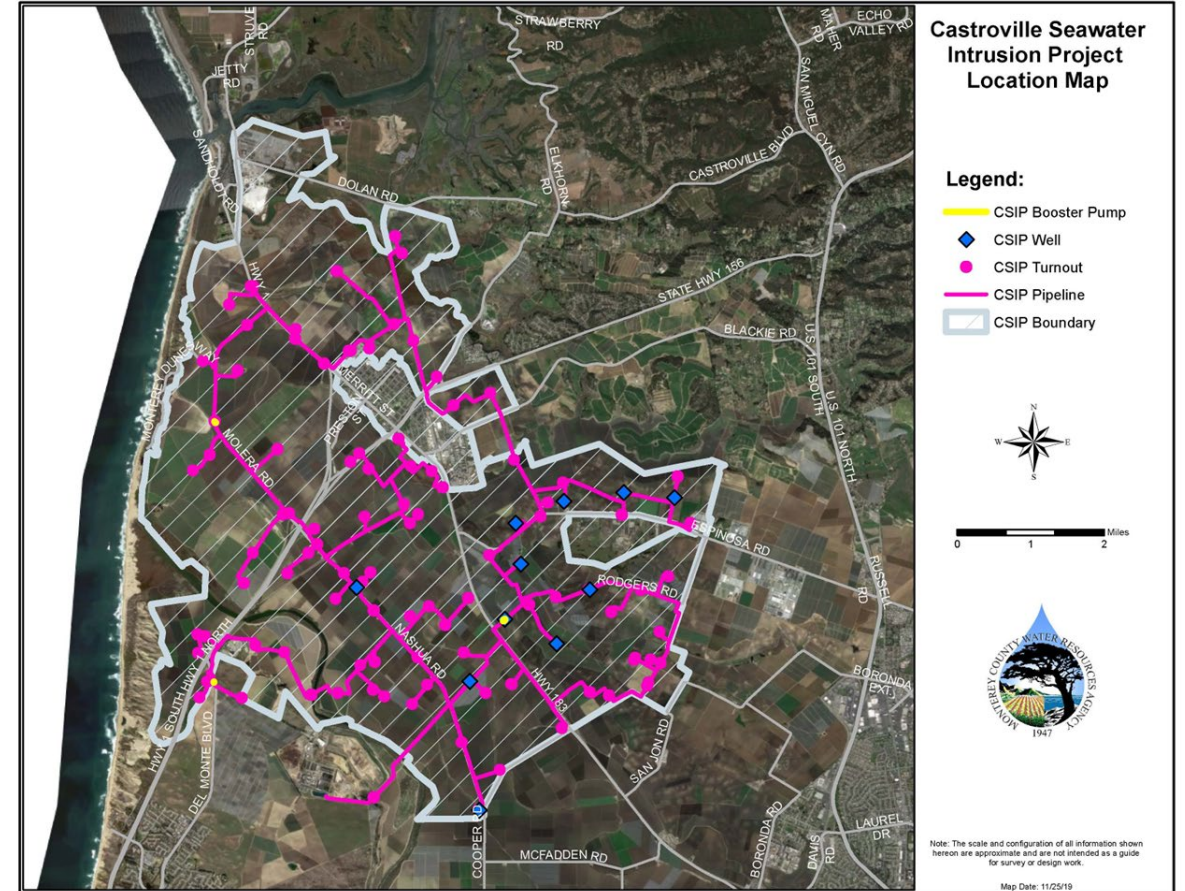 Castroville Seawater
Intrusion Project
Location Map
Legend:
CSIP Booster Pump
CSIP Well
CSIP Turnout
CSIP Pipeline
CSIP Boundary
N
W
E
S
Miles
0
1
2
MONTEREY COUNTY WATER RESOURCES AGENCY
1947
Note: The scale and configuration of all information shown
hereon are approximate and are not intended as a guide
for survey or design work.
Map Date: 11/25/19
STRUVE
RD
JETTY
RD
STRAWBERRY
RD
MAHER
RD
ECHO
VALLEY RD
SAN MIGUEL CYN RD
SANDHOLDT RD
DOLAN RD
ELKHORN
RD
CASTROVILLE BLVD
HWY 1
STATE HWY 156
BLACKIE RD
U.S. 101 SOUTH
U.S. 101 NORTH
MONTEREY DUNES WAY
MERRITT ST
PRESTON
ST
MOLERA RD
ESPINOSA RD
RODGERS RD
RUSSELL
RD
NASHUA RD
HWY 183
HWY 1 SOUTH
HWY 1 NORTH
DEL MONTE BLVD
SAN JON RD
BORONDA
EXT.
COOPER RD
MCFADDEN RD
BORONDA RD
DAVIS
RD
LAUREL
DR